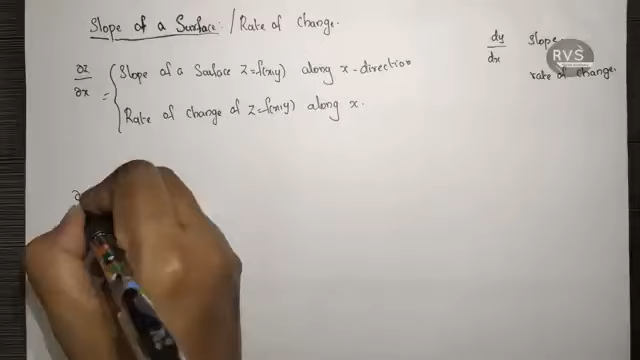 Slope of a Surface: / Rate of Change.
dy/dx slope
rate of change.
RVS
∂z/∂x = { Slope of a Surface z=f(x,y) along x-direction
Rate of change of z=f(x,y) along x.
∂